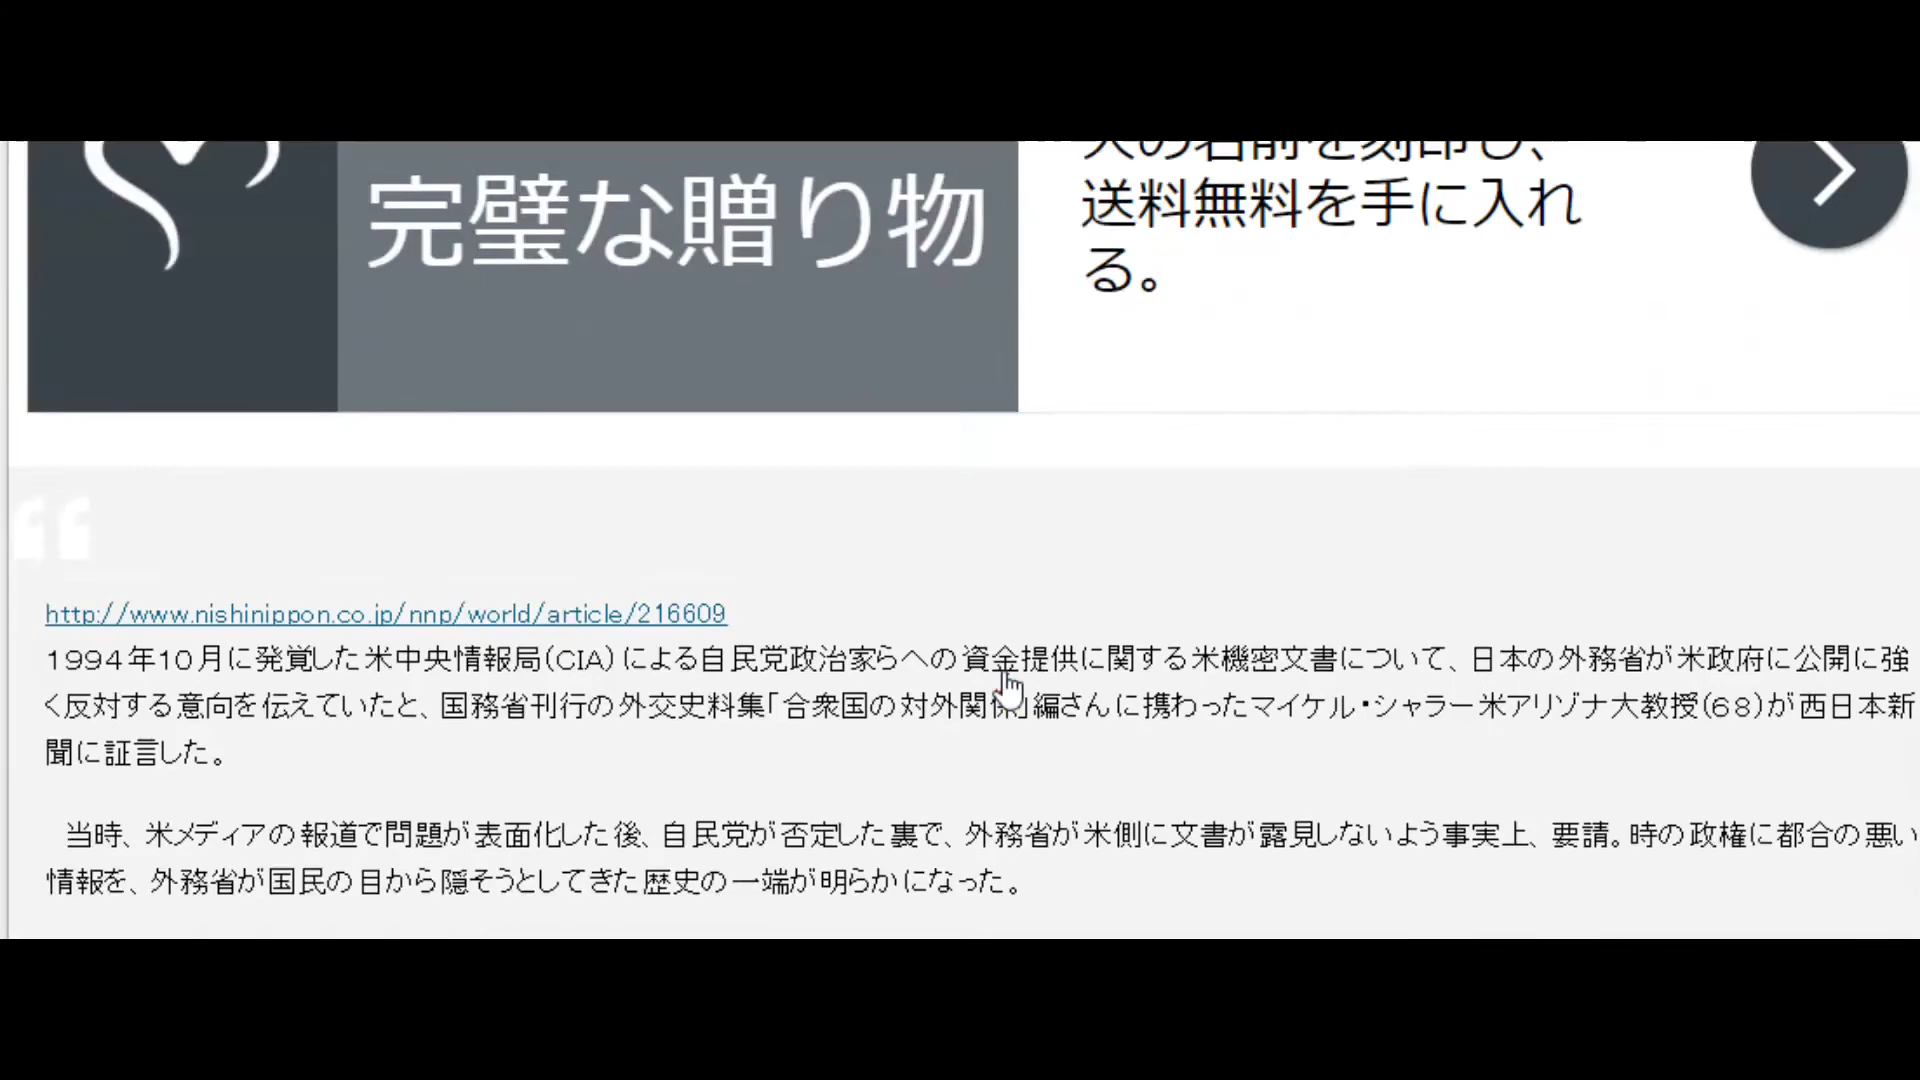 完璧な贈り物
人の名前を刻印し、
送料無料を手に入れ
る。
http://www.nishinippon.co.jp/nnp/world/article/216609
1994年10月に発覚した米中央情報局(CIA)による自民党政治家らへの資金提供に関する米機密文書について、日本の外務省が米政府に公開に強
く反対する意向を伝えていたと、国務省刊行の外交史料集「合衆国の対外関係」編さんに携わったマイケル・シャラー米アリゾナ大教授(68)が西日本新
聞に証言した。
当時、米メディアの報道で問題が表面化した後、自民党が否定した裏で、外務省が米側に文書が露見しないよう事実上、要請。時の政権に都合の悪い
情報を、外務省が国民の目から隠そうとしてきた歴史の一端が明らかになった。